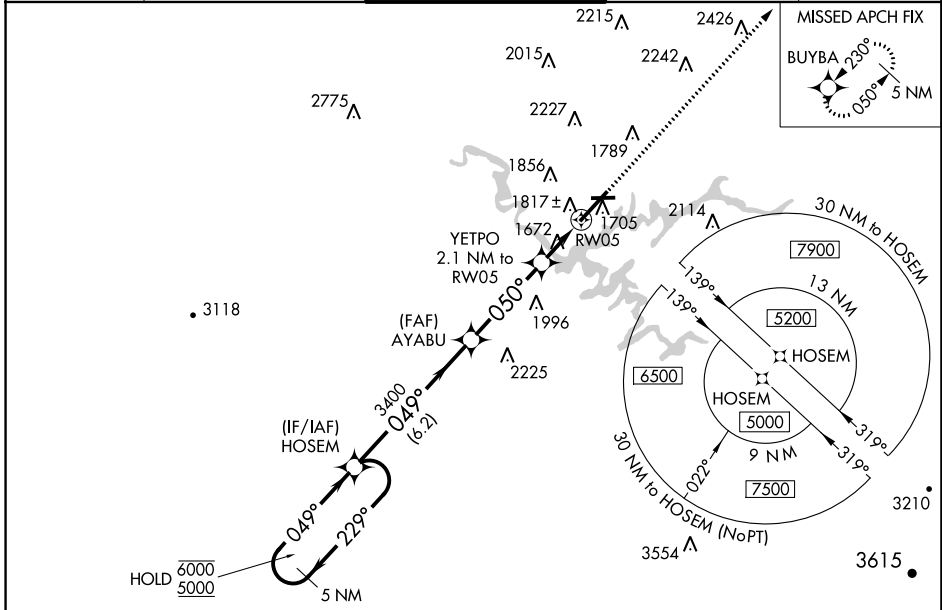 MISSED APCH FIX
BUYBA
230°
050°
5 NM
2215
2426
2015
2242
2775
2227
1789
1856
1817±
1705
RW05
1672
2114
YETPO
2.1 NM to
RW05
050°
3118
1996
(FAF)
AYABU
2225
3400
049°
(6.2)
(IF/IAF)
HOSEM
049°
229°
HOLD 6000
5000
5 NM
30 NM to HOSEM
7900
139°
13 NM
139°
5200
HOSEM
6500
HOSEM
5000
319°
9 NM
319°
022°
7500
30 NM to HOSEM (NoPT)
3210
3554
3615